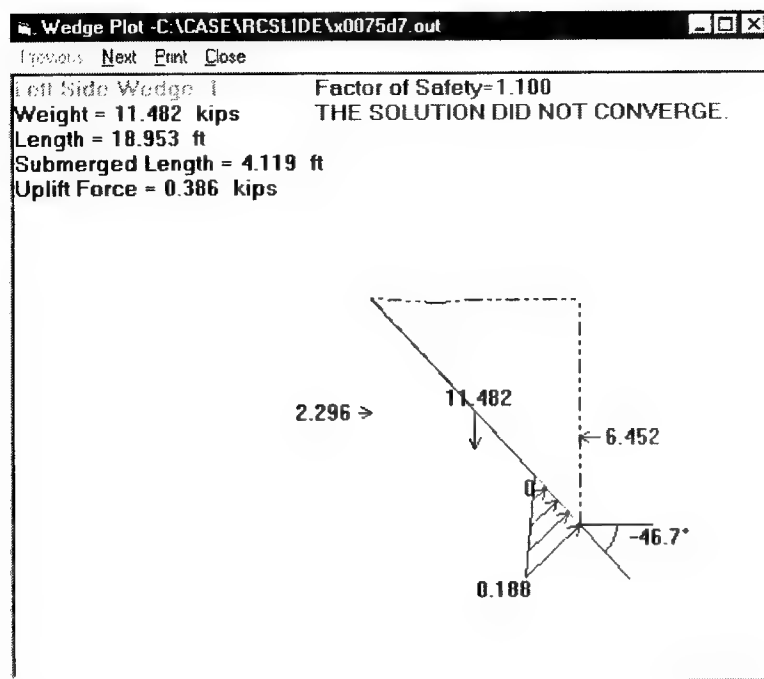 Wedge Plot -C:\CASE\RCSLIDE\x0075d7.out
Previous Next Print Close
Left Side Wedge 1
Factor of Safety=1.100
Weight = 11.482 kips
THE SOLUTION DID NOT CONVERGE.
Length = 18.953 ft
Submerged Length = 4.119 ft
Uplift Force = 0.386 kips
11.482
2.296
6.452
0
-46.7°
0.188